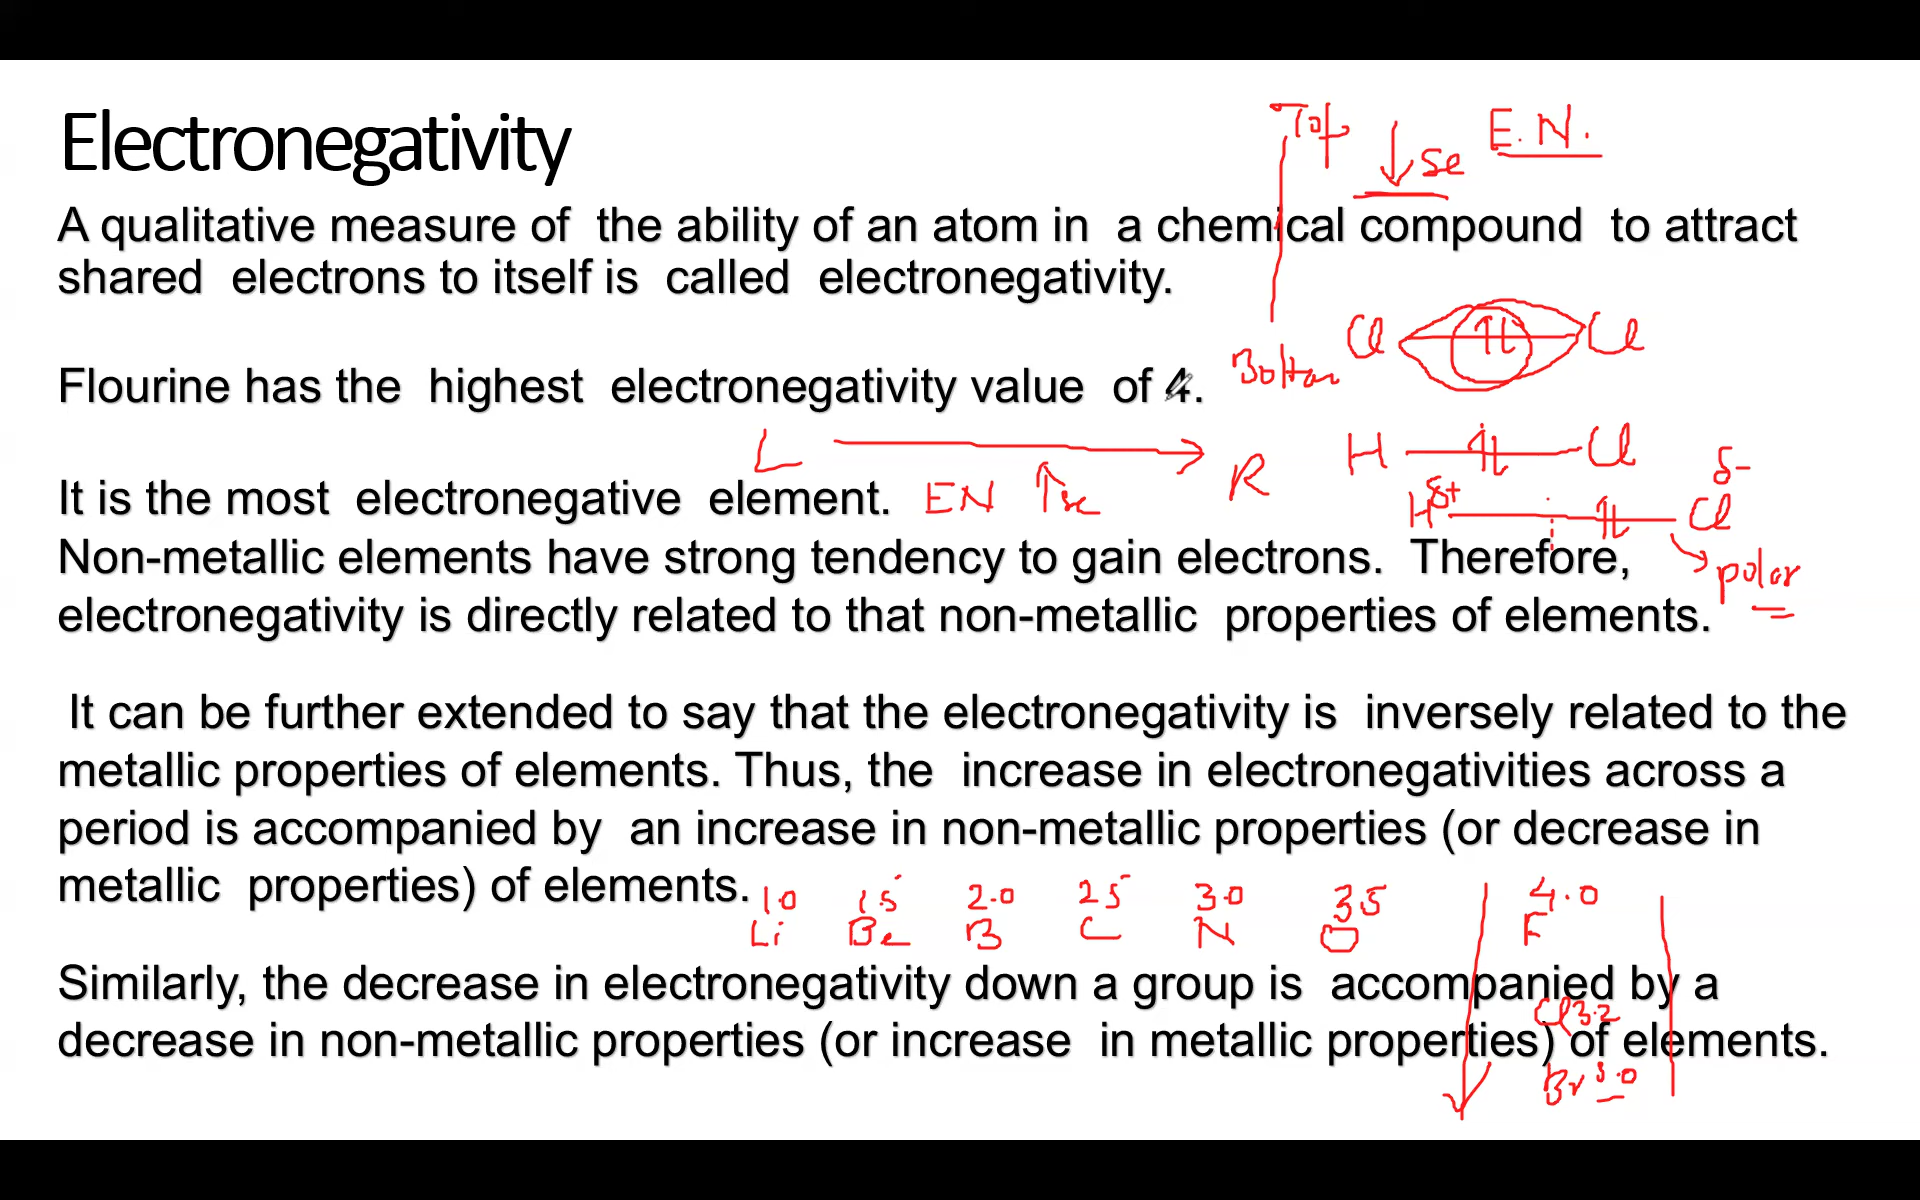 Electronegativity
Top ↓ se E.N.
A qualitative measure of the ability of an atom in a chemical compound to attract
shared electrons to itself is called electronegativity.
Cl Cl
Flourine has the highest electronegativity value of 4.
L R
H Cl
It is the most electronegative element. EN ↑se
Hδ+ Cl δ-
Non-metallic elements have strong tendency to gain electrons. Therefore,
polar
electronegativity is directly related to that non-metallic properties of elements.
It can be further extended to say that the electronegativity is inversely related to the
metallic properties of elements. Thus, the increase in electronegativities across a
period is accompanied by an increase in non-metallic properties (or decrease in
metallic properties) of elements.
1.0 1.5 2.0 2.5 3.0 3.5 4.0
Li Be B C N O F
Similarly, the decrease in electronegativity down a group is accompanied by a
Cl 3.2
decrease in non-metallic properties (or increase in metallic properties) of elements.
Br 3.0